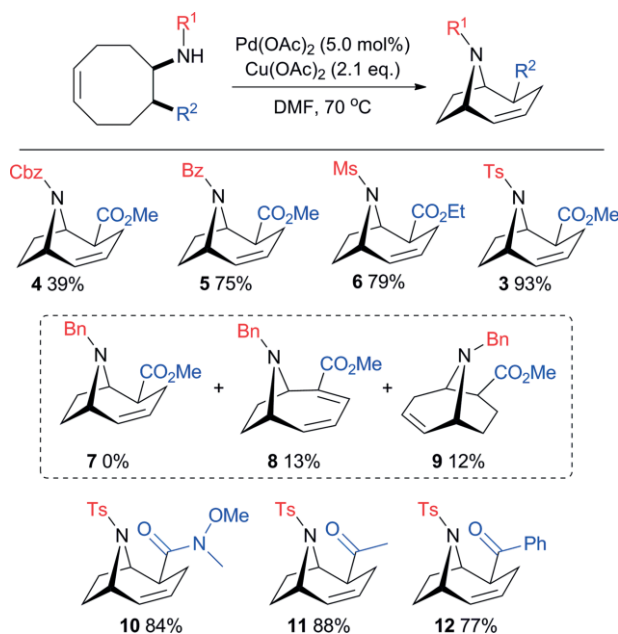 R¹
NH
R²
Pd(OAc)₂ (5.0 mol%)
Cu(OAc)₂ (2.1 eq.)
DMF, 70 °C
R¹
N
R²
Cbz
N
CO₂Me
4 39%
Bz
N
CO₂Me
5 75%
Ms
N
CO₂Et
6 79%
Ts
N
CO₂Me
3 93%
Bn
N
CO₂Me
7 0%
+
Bn
N
CO₂Me
8 13%
+
Bn
N
CO₂Me
9 12%
Ts
N
O
OMe
N
10 84%
Ts
N
O
11 88%
Ts
N
O
Ph
12 77%